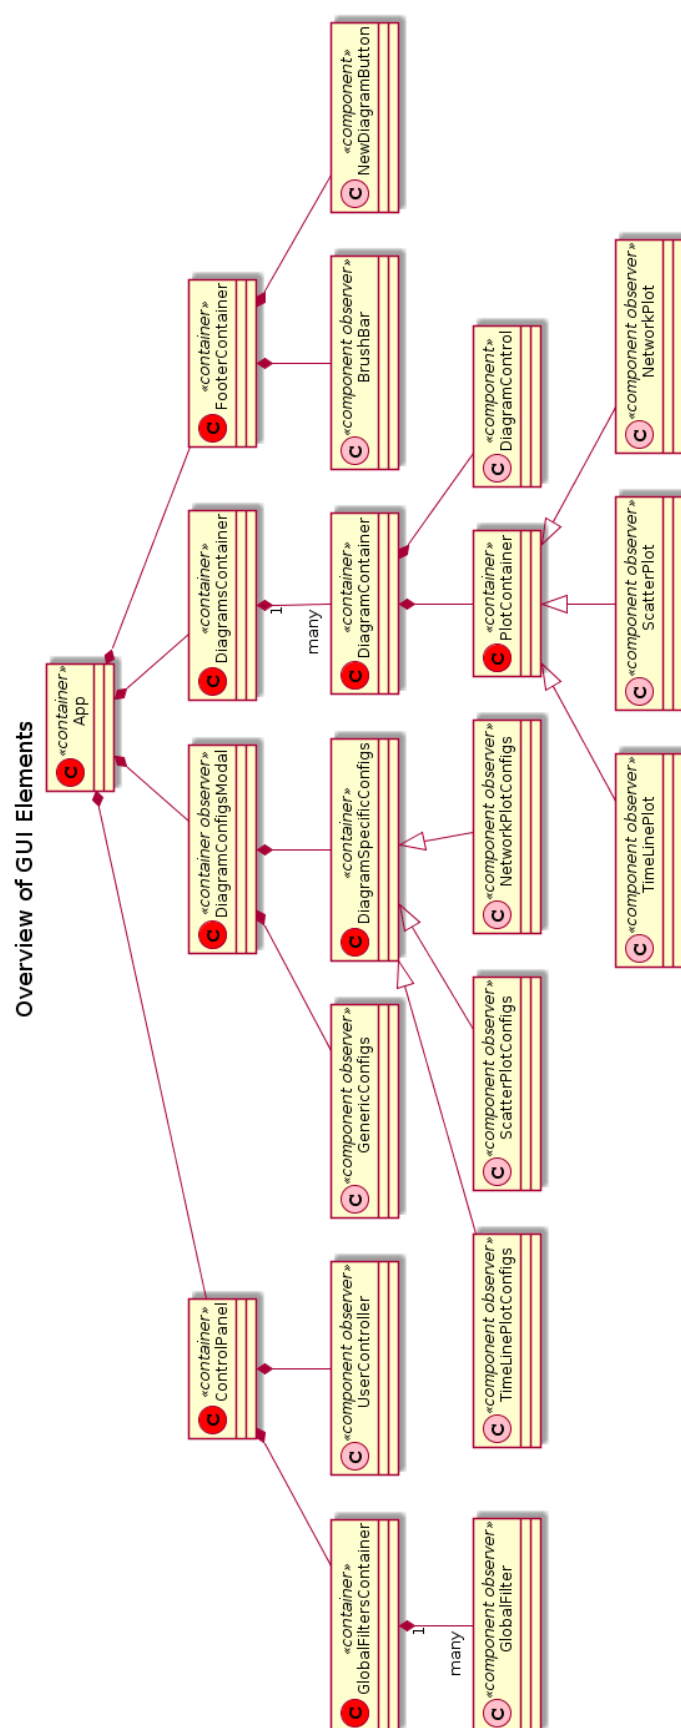 Overview of GUI Elements
C
«container»
App
C
«container»
ControlPanel
C
«container observer»
DiagramConfigsModal
C
«container»
DiagramsContainer
C
«container»
FooterContainer
C
«container»
GlobalFiltersContainer
C
«component observer»
UserController
C
«component observer»
GenericConfigs
C
«container»
DiagramSpecificConfigs
1
many
C
«container»
DiagramContainer
C
«component observer»
BrushBar
C
«component»
NewDiagramButton
1
many
C
«component observer»
GlobalFilter
C
«component observer»
TimeLinePlotConfigs
C
«component observer»
ScatterPlotConfigs
C
«component observer»
NetworkPlotConfigs
C
«container»
PlotContainer
C
«component»
DiagramControl
C
«component observer»
TimeLinePlot
C
«component observer»
ScatterPlot
C
«component observer»
NetworkPlot